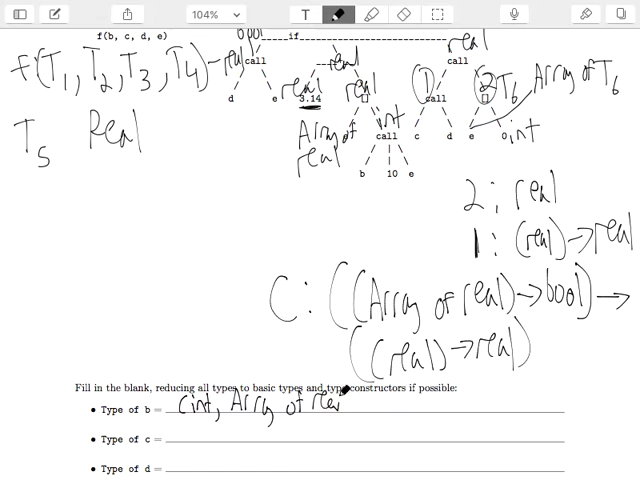 104%
T
f(b, c, d, e)
if
real
f(T1, T2, T3, T4) - real
call
real
call
d e
real
3.14
real
[]
1
call
2 T6
[]
Array of T6
T5 Real
Array of real
int
call
c d e 0 int
b 10 e
2; real
1: (real) → real
C: ((Array of real) → bool) →
((real) → real)
Fill in the blank, reducing all types to basic types and type constructors if possible:
• Type of b = (int, Array of rea
• Type of c =
• Type of d =